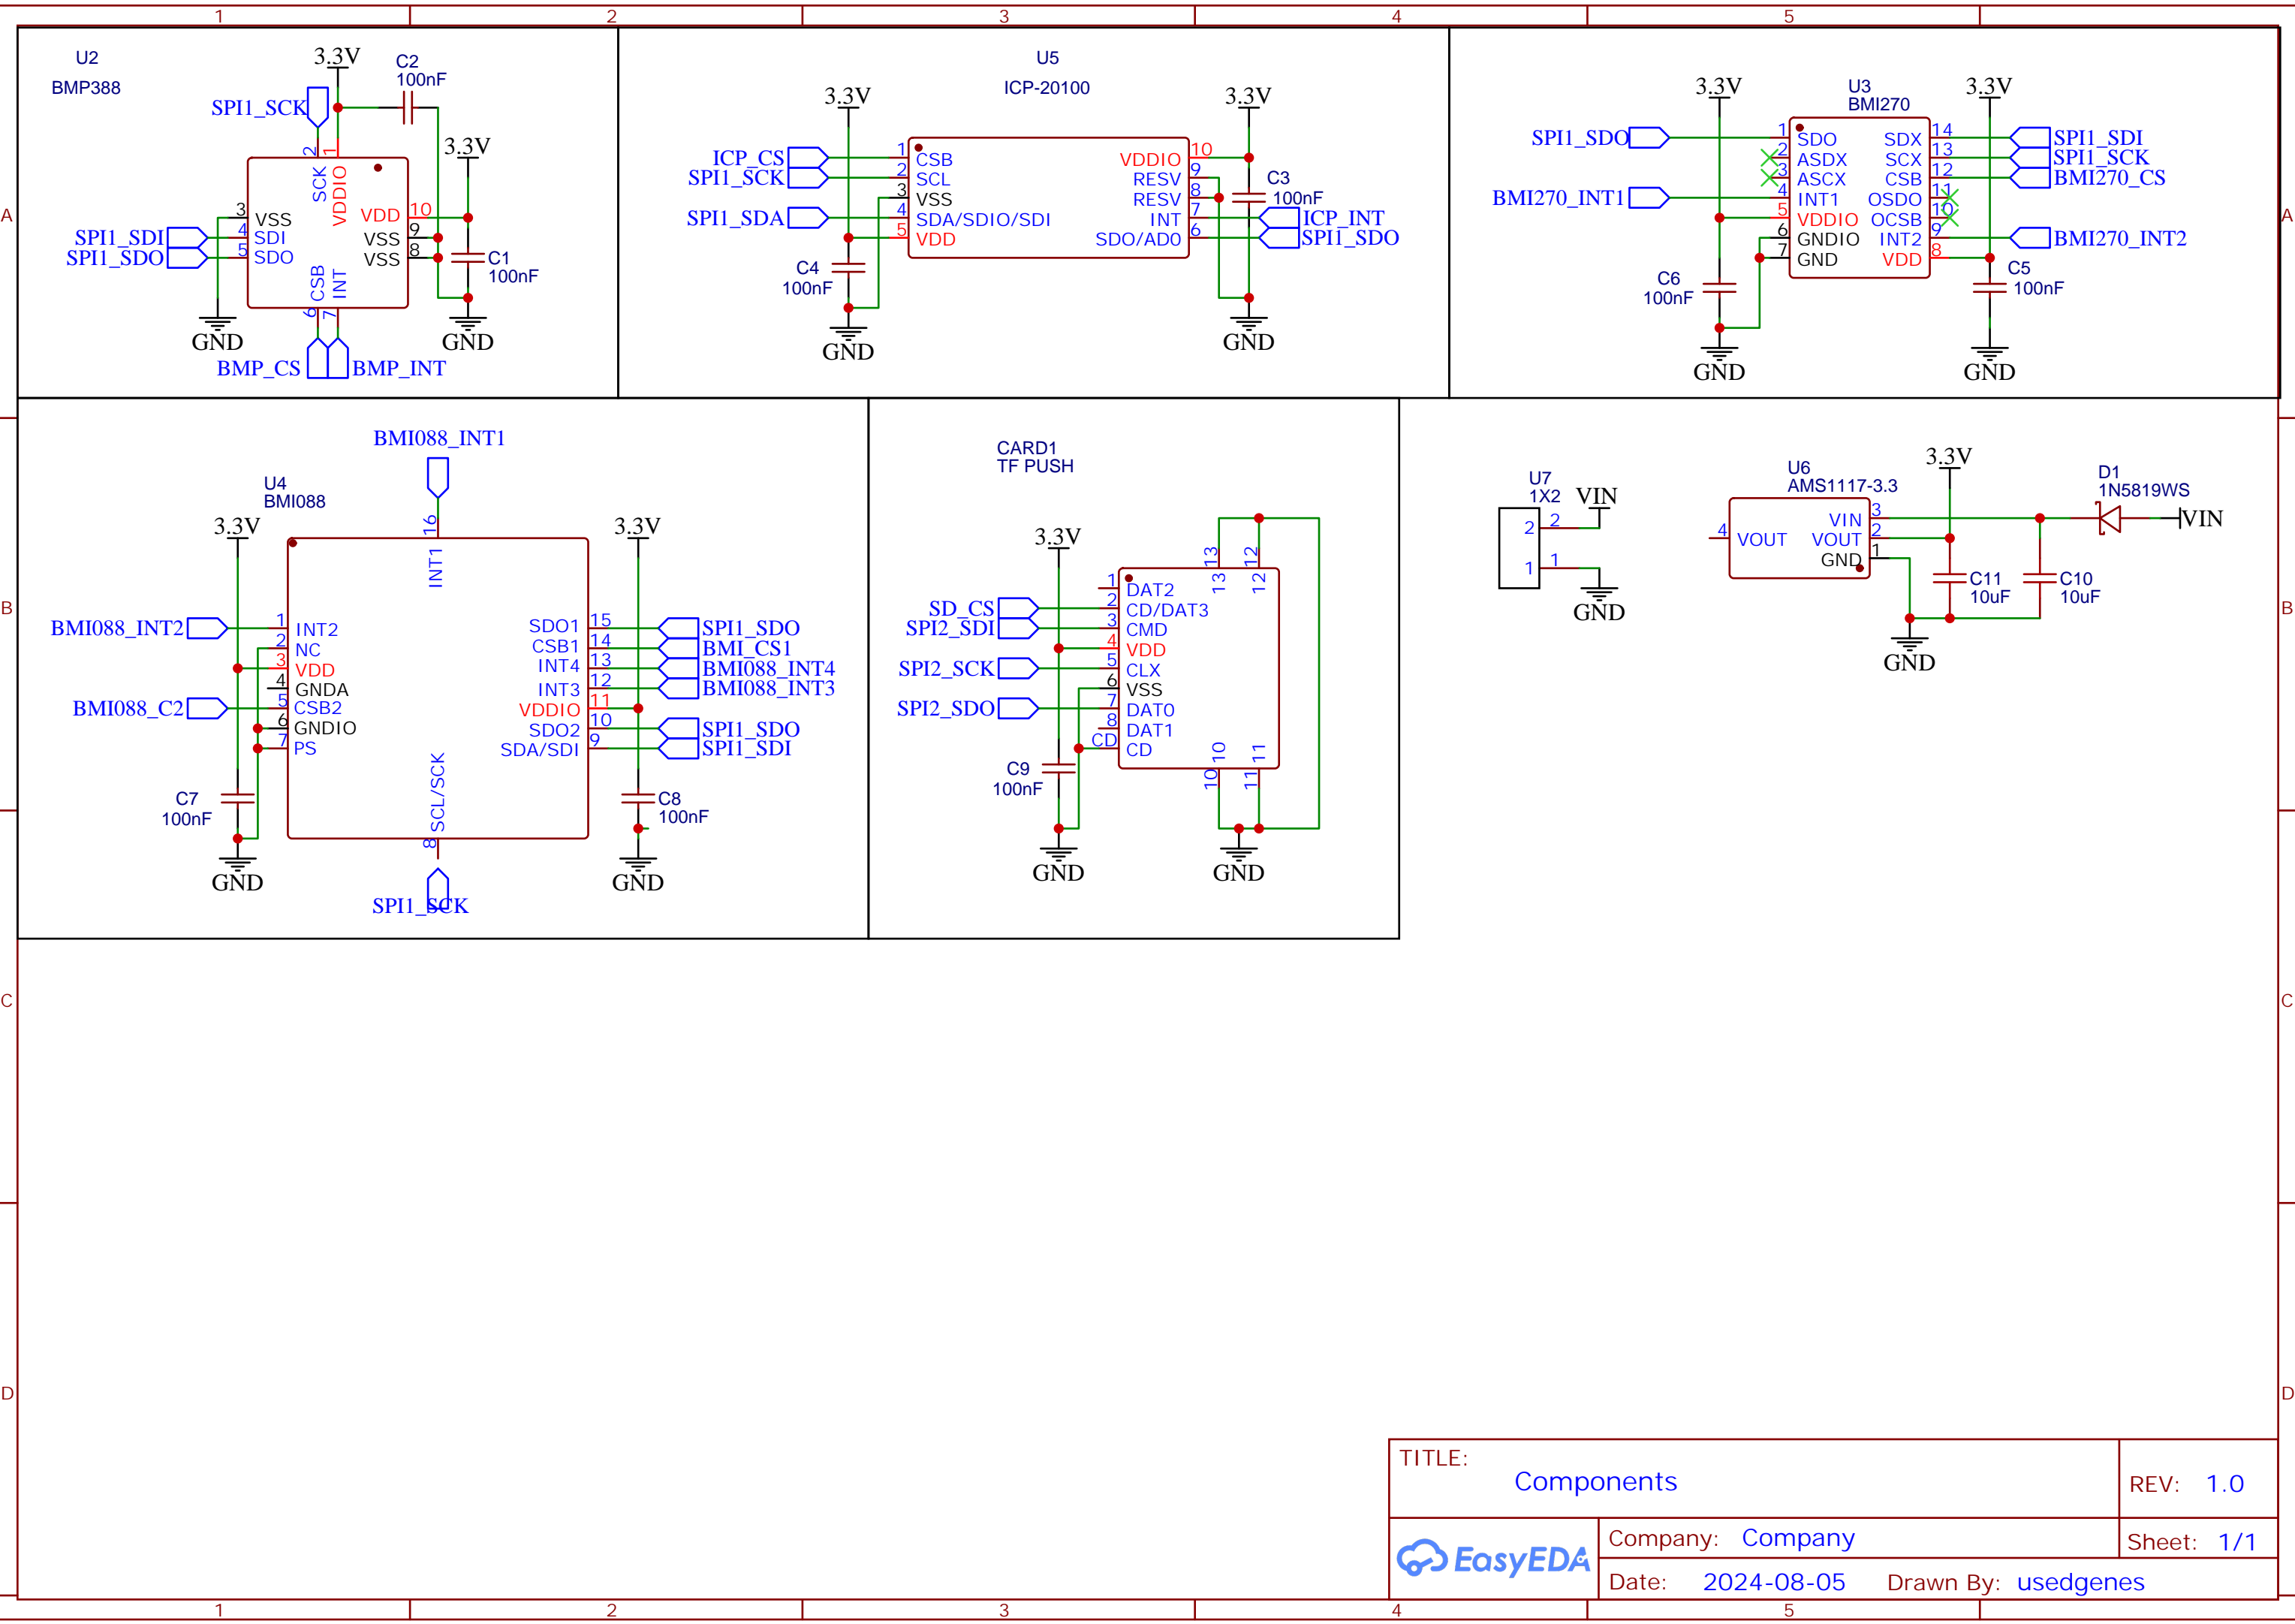 1 2 3 4 5
A A
B B
C C
D D
1 2 3 4 5
U2
BMP388
3.3V
C2
100nF
SPI1_SCK
3.3V
2 1
SCK VDDIO
3 VSS VDD 10
SPI1_SDI 4 SDI VSS 9
SPI1_SDO 5 SDO VSS 8
CSB INT
C1
100nF
6 7
GND GND
BMP_CS BMP_INT
U5
ICP-20100
3.3V 3.3V
ICP_CS 1 CSB VDDIO 10
SPI1_SCK 2 SCL RESV 9
3 VSS RESV 8
C3
100nF
SPI1_SDA 4 SDA/SDIO/SDI INT 7 ICP_INT
5 VDD SDO/AD0 6 SPI1_SDO
C4
100nF
GND GND
3.3V U3 3.3V
BMI270
SPI1_SDO 1 SDO SDX 14 SPI1_SDI
2 ASDX SCX 13 SPI1_SCK
3 ASCX CSB 12 BMI270_CS
BMI270_INT1 4 INT1 OSDO 11
5 VDDIO OCSB 10
6 GNDIO INT2 9 BMI270_INT2
7 GND VDD 8
C6
100nF
C5
100nF
GND GND
BMI088_INT1
U4
BMI088
3.3V 3.3V
16
INT1
BMI088_INT2 1 INT2 SDO1 15 SPI1_SDO
2 NC CSB1 14 BMI_CS1
3 VDD INT4 13 BMI088_INT4
4 GNDA INT3 12 BMI088_INT3
BMI088_C2 5 CSB2 VDDIO 11
6 GNDIO SDO2 10 SPI1_SDO
7 PS SDA/SDI 9 SPI1_SDI
SCL/SCK
8
C7
100nF
C8
100nF
GND GND
SPI1_SCK
CARD1
TF PUSH
3.3V
13 12
13 12
1 DAT2
SD_CS 2 CD/DAT3
SPI2_SDI 3 CMD
4 VDD
SPI2_SCK 5 CLX
6 VSS
SPI2_SDO 7 DAT0
8 DAT1
CD CD
10 11
10 11
C9
100nF
GND GND
U7
1X2 VIN
2 2
1 1
GND
U6
AMS1117-3.3
3.3V
D1
1N5819WS
VIN 3
4 VOUT VOUT 2
GND 1
VIN
C11
10uF
C10
10uF
GND
TITLE:
Components
REV: 1.0
EasyEDA
Company: Company
Sheet: 1/1
Date: 2024-08-05 Drawn By: usedgenes